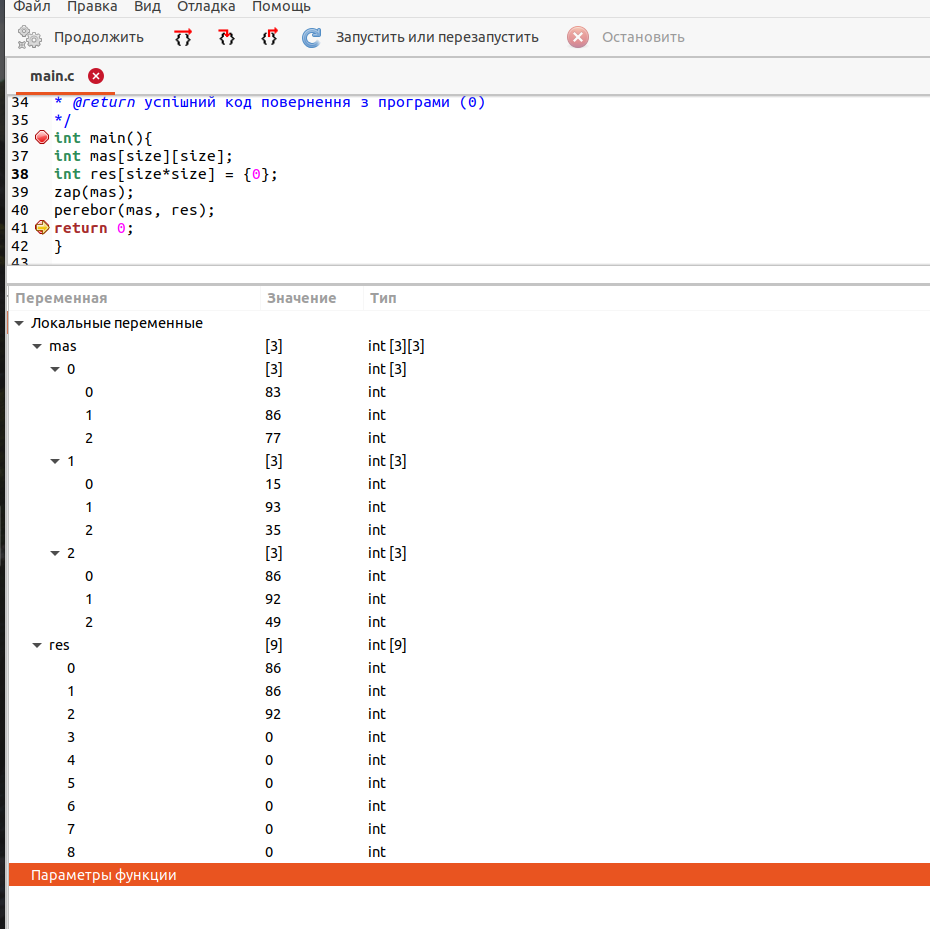 Файл Правка Вид Отладка Помощь
Продолжить Запустить или перезапустить Остановить
main.c
34 * @return успішний код повернення з програми (0)
35 */
36 int main(){
37 int mas[size][size];
38 int res[size*size] = {0};
39 zap(mas);
40 perebor(mas, res);
41 return 0;
42 }
43
Переменная Значение Тип
Локальные переменные
mas [3] int [3][3]
0 [3] int [3]
0 83 int
1 86 int
2 77 int
1 [3] int [3]
0 15 int
1 93 int
2 35 int
2 [3] int [3]
0 86 int
1 92 int
2 49 int
res [9] int [9]
0 86 int
1 86 int
2 92 int
3 0 int
4 0 int
5 0 int
6 0 int
7 0 int
8 0 int
Параметры функции